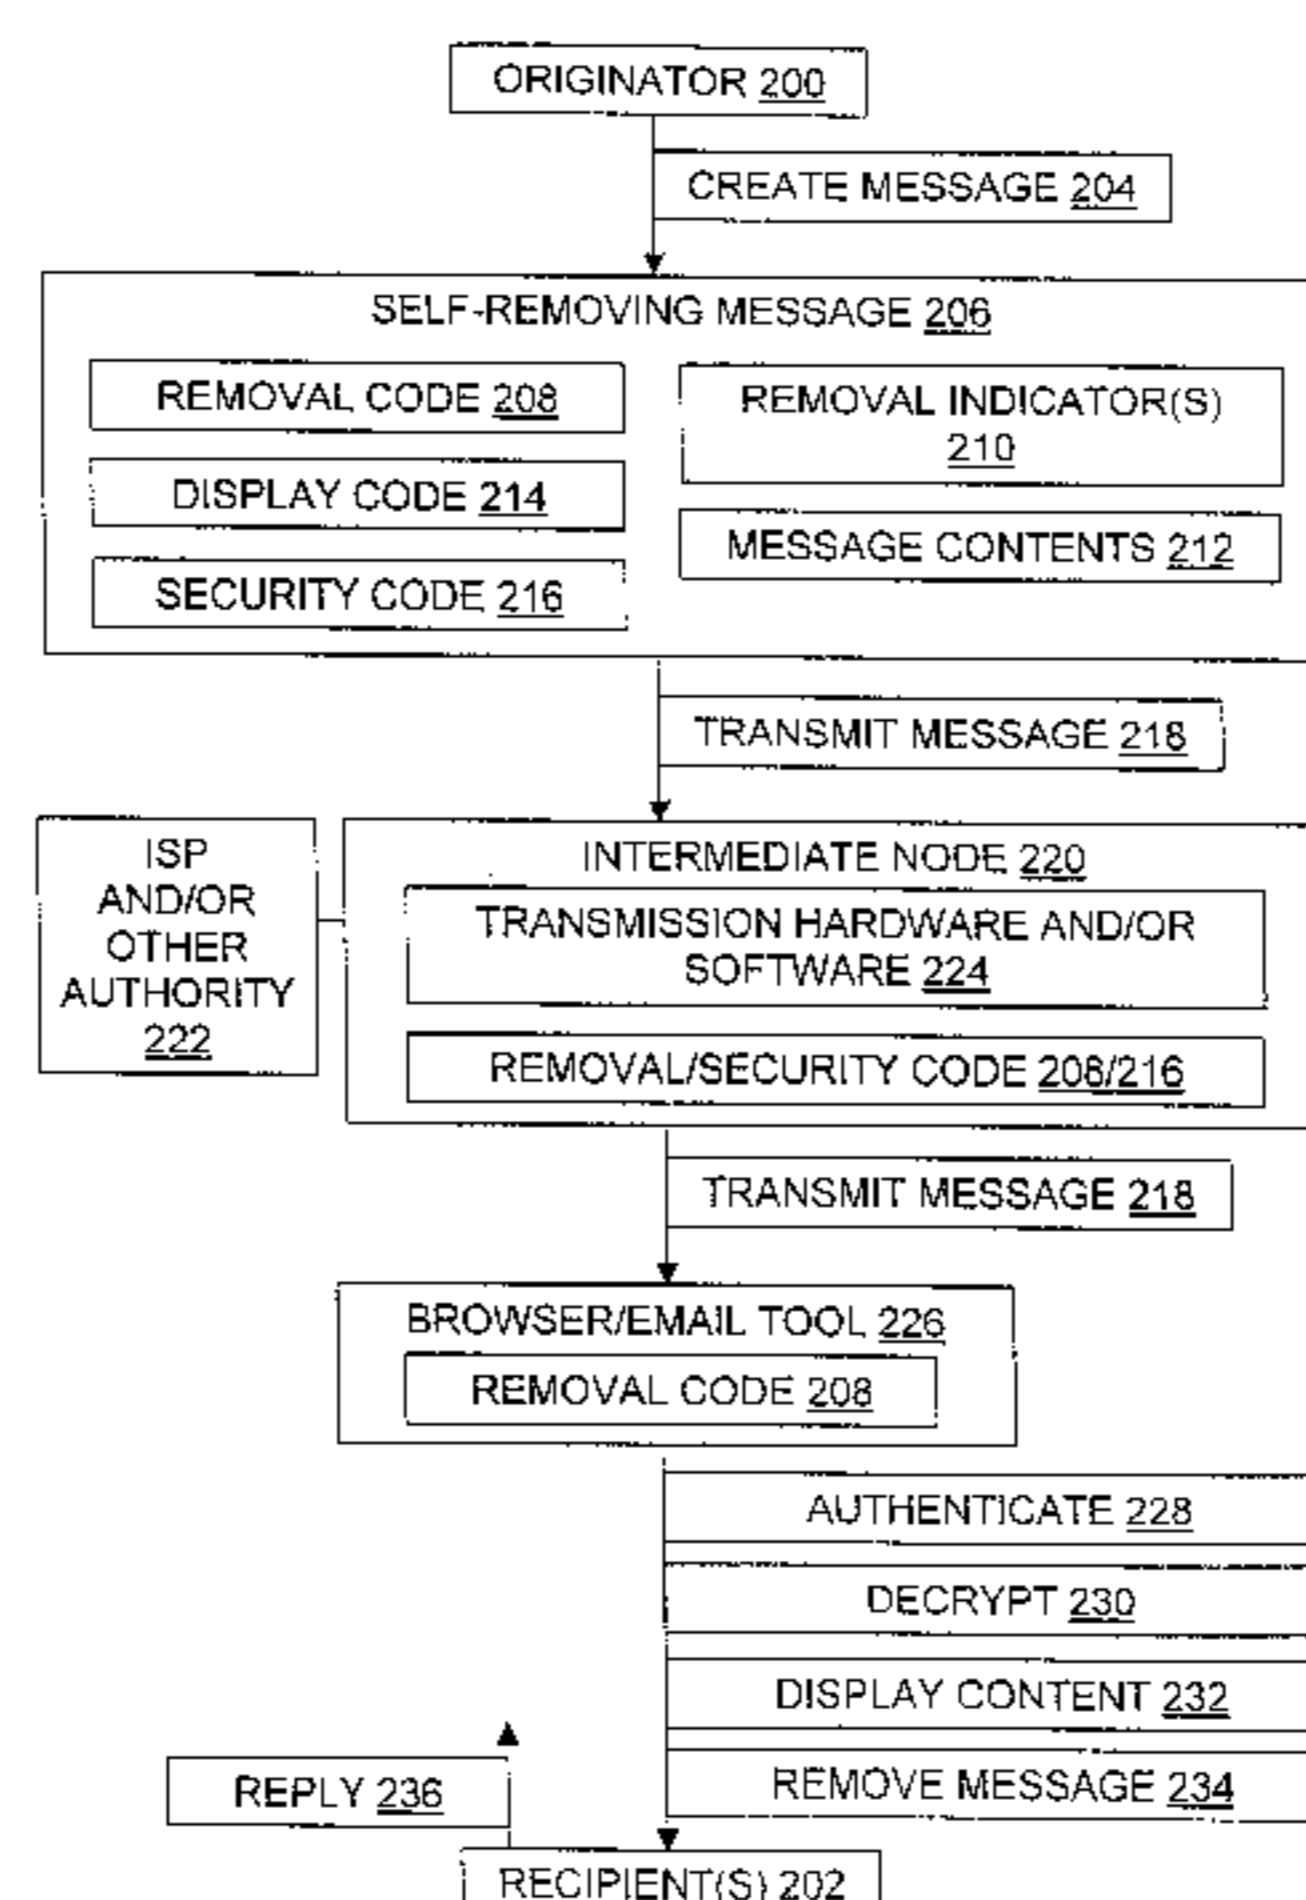 ORIGINATOR 200
CREATE MESSAGE 204
SELF-REMOVING MESSAGE 206
REMOVAL CODE 208
DISPLAY CODE 214
SECURITY CODE 216
REMOVAL INDICATOR(S)
210
MESSAGE CONTENTS 212
TRANSMIT MESSAGE 218
ISP
AND/OR
OTHER
AUTHORITY
222
INTERMEDIATE NODE 220
TRANSMISSION HARDWARE AND/OR
SOFTWARE 224
REMOVAL/SECURITY CODE 208/216
TRANSMIT MESSAGE 218
BROWSER/EMAIL TOOL 226
REMOVAL CODE 208
AUTHENTICATE 228
DECRYPT 230
DISPLAY CONTENT 232
REMOVE MESSAGE 234
REPLY 236
RECIPIENT(S) 202